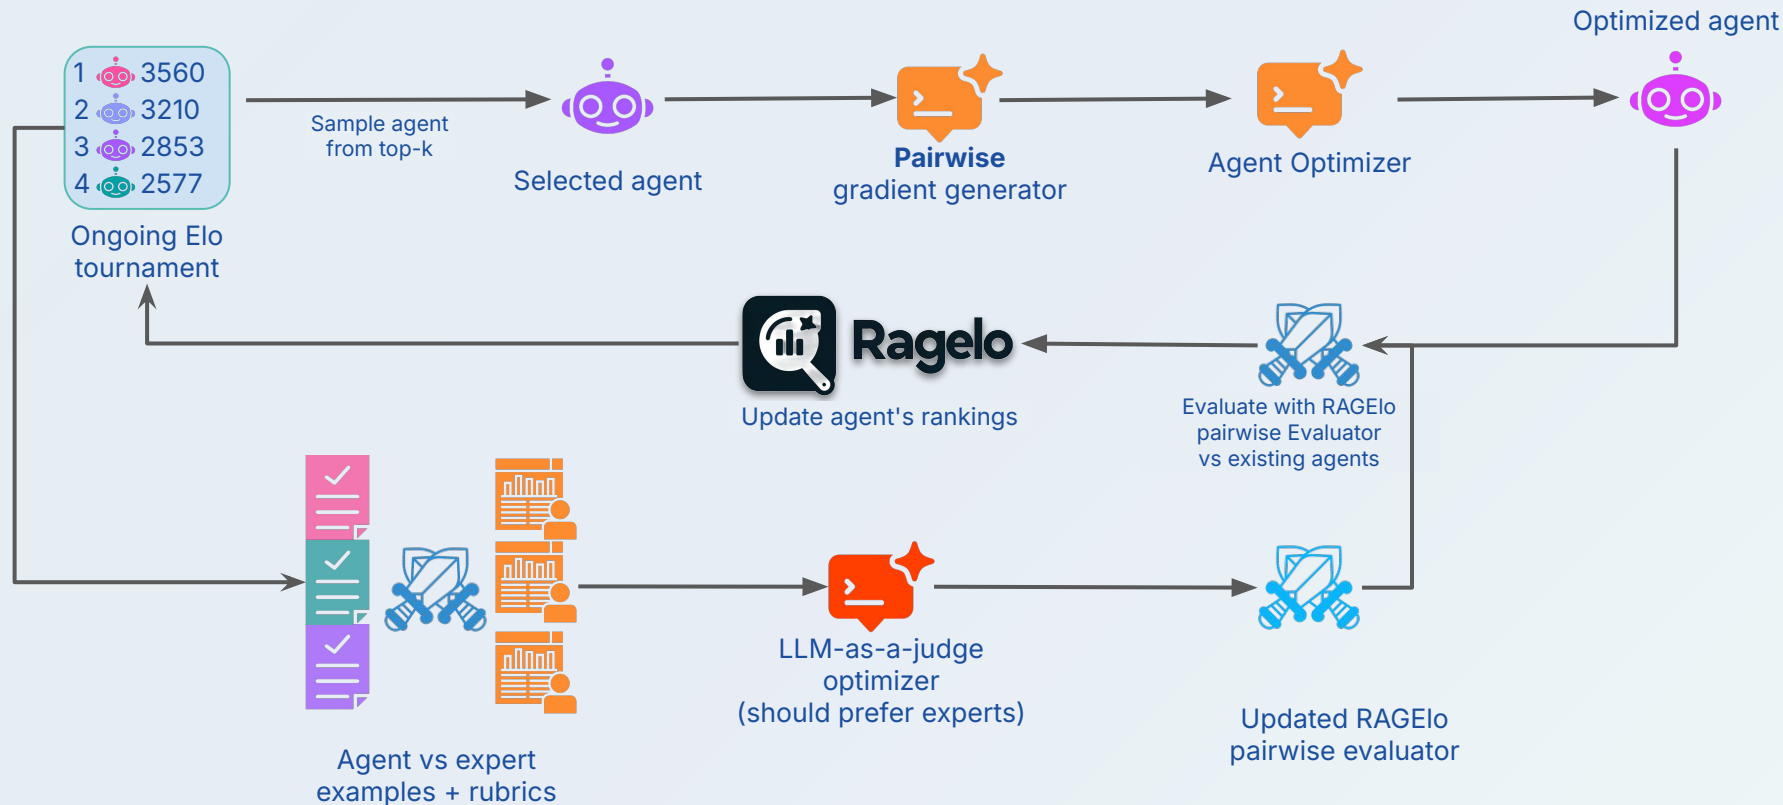 Optimized agent
1 3560
2 3210
3 2853
4 2577
Sample agent
from top-k
Selected agent
Pairwise
gradient generator
Agent Optimizer
Ongoing Elo
tournament
Ragelo
Update agent's rankings
Evaluate with RAGElo
pairwise Evaluator
vs existing agents
LLM-as-a-judge
optimizer
(should prefer experts)
Updated RAGElo
pairwise evaluator
Agent vs expert
examples + rubrics